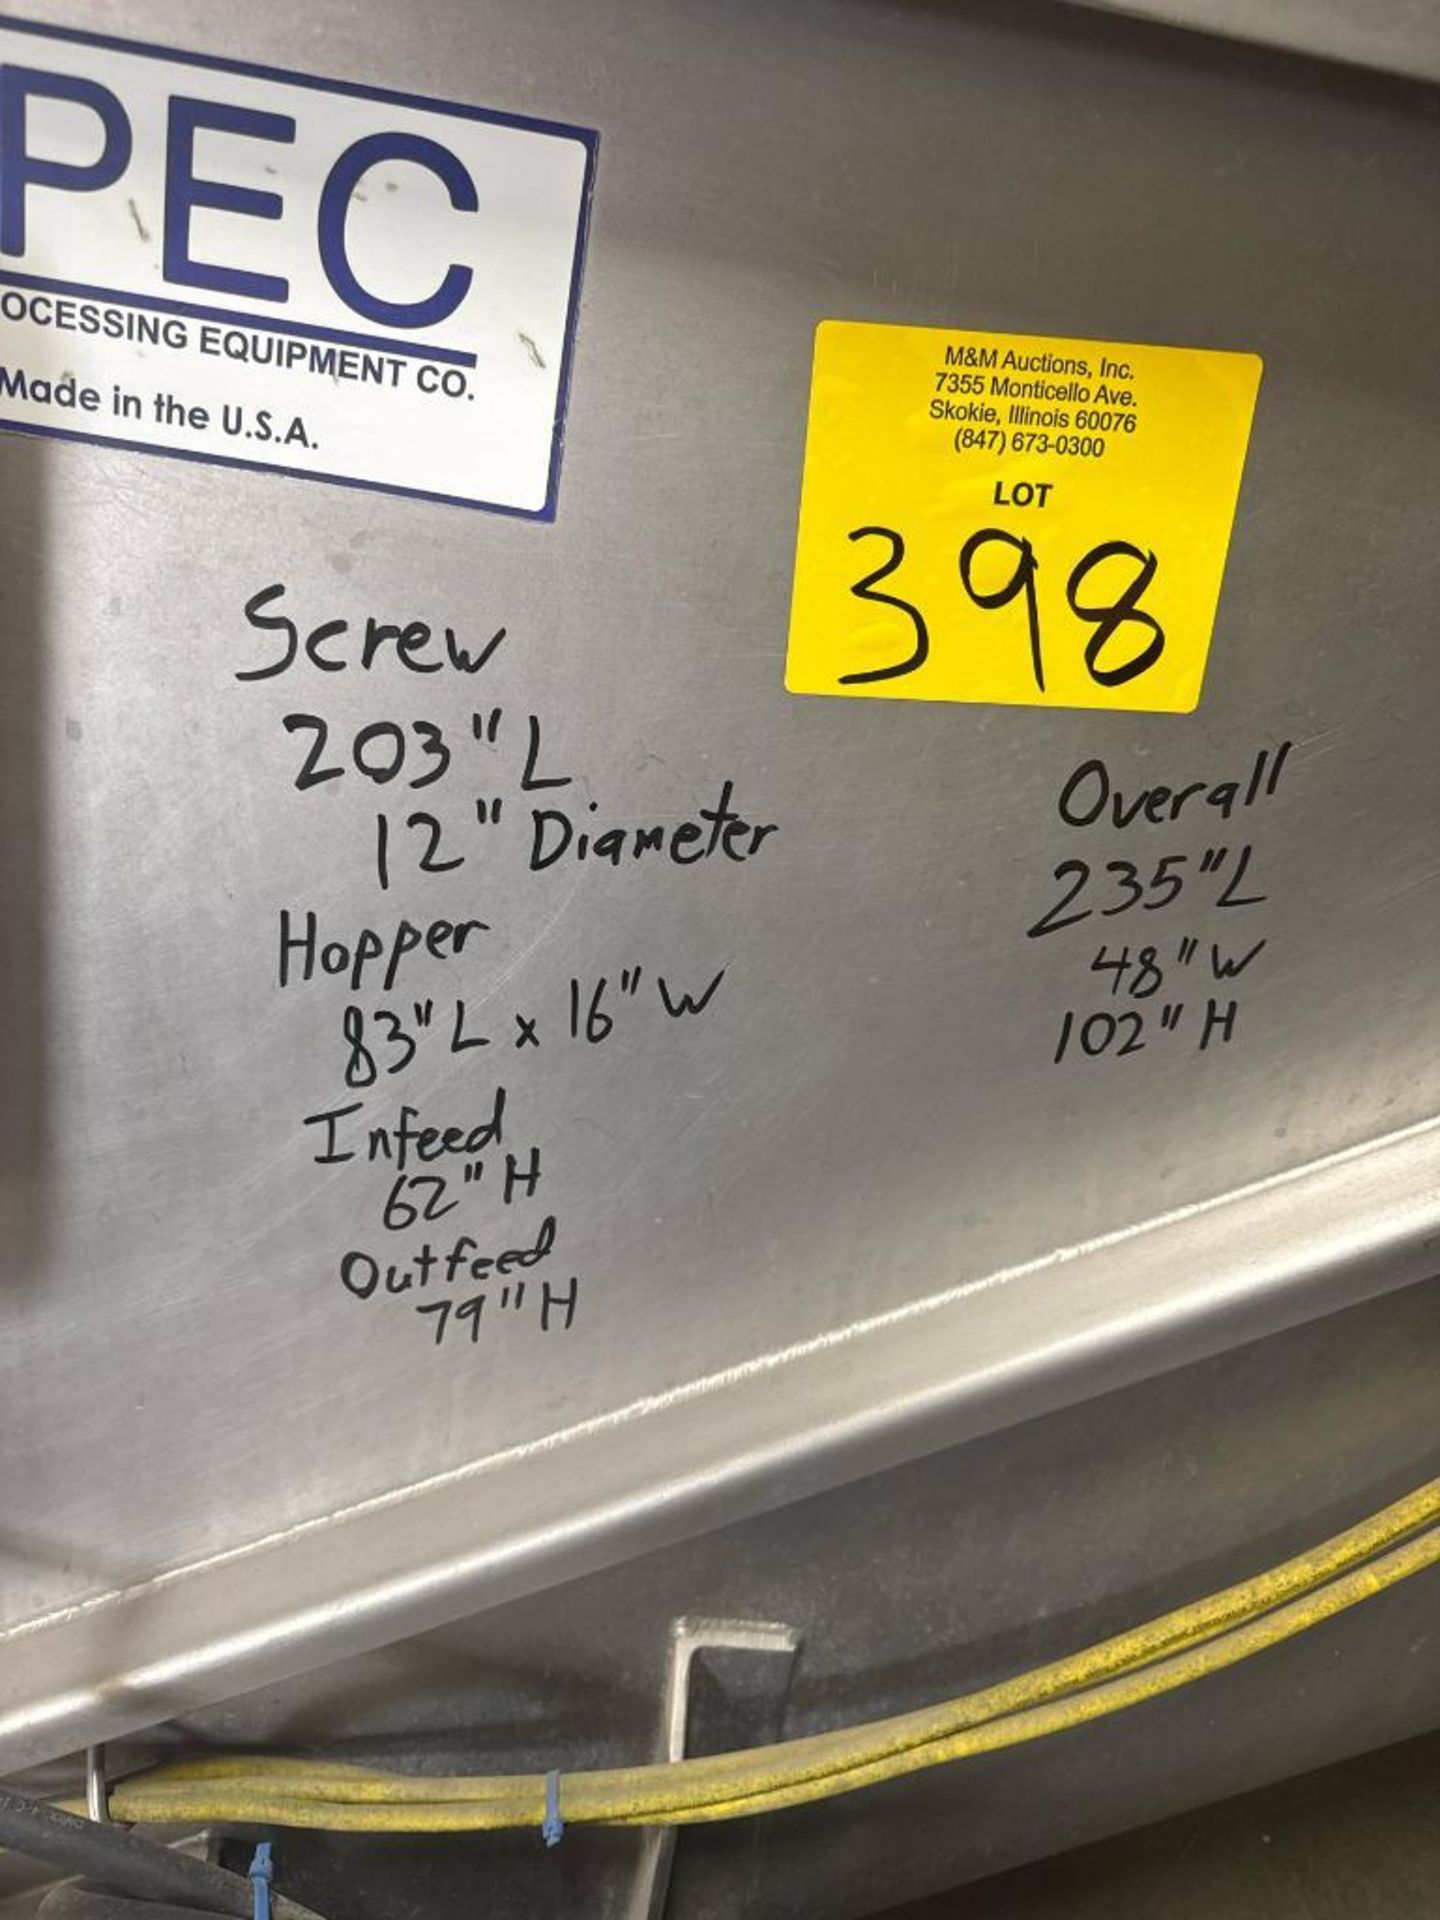 PEC
OCESSING EQUIPMENT CO.
Made in the U.S.A.
M&M Auctions, Inc.
7355 Monticello Ave.
Skokie, Illinois 60076
(847) 673-0300
LOT
398
Screw
203" L
12" Diameter
Hopper
83" L x 16" W
Infeed
62" H
Outfeed
79" H
Overall
235" L
48" W
102" H